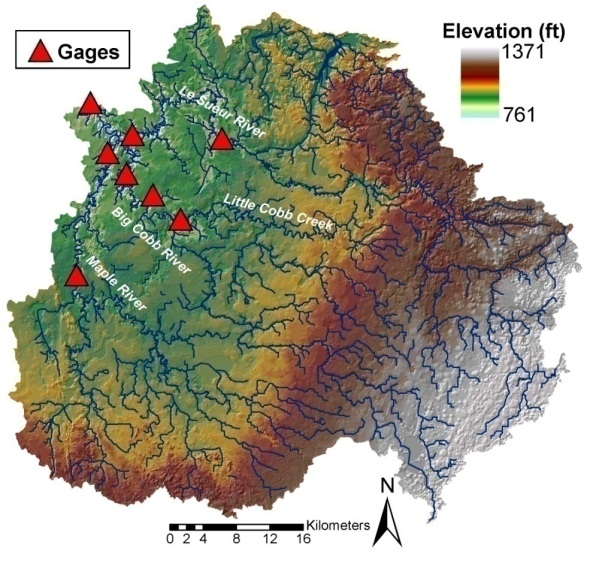 Gages
Elevation (ft)
1371
761
Le Sueur River
Little Cobb Creek
Big Cobb River
Maple River
N
Kilometers
0 2 4 8 12 16